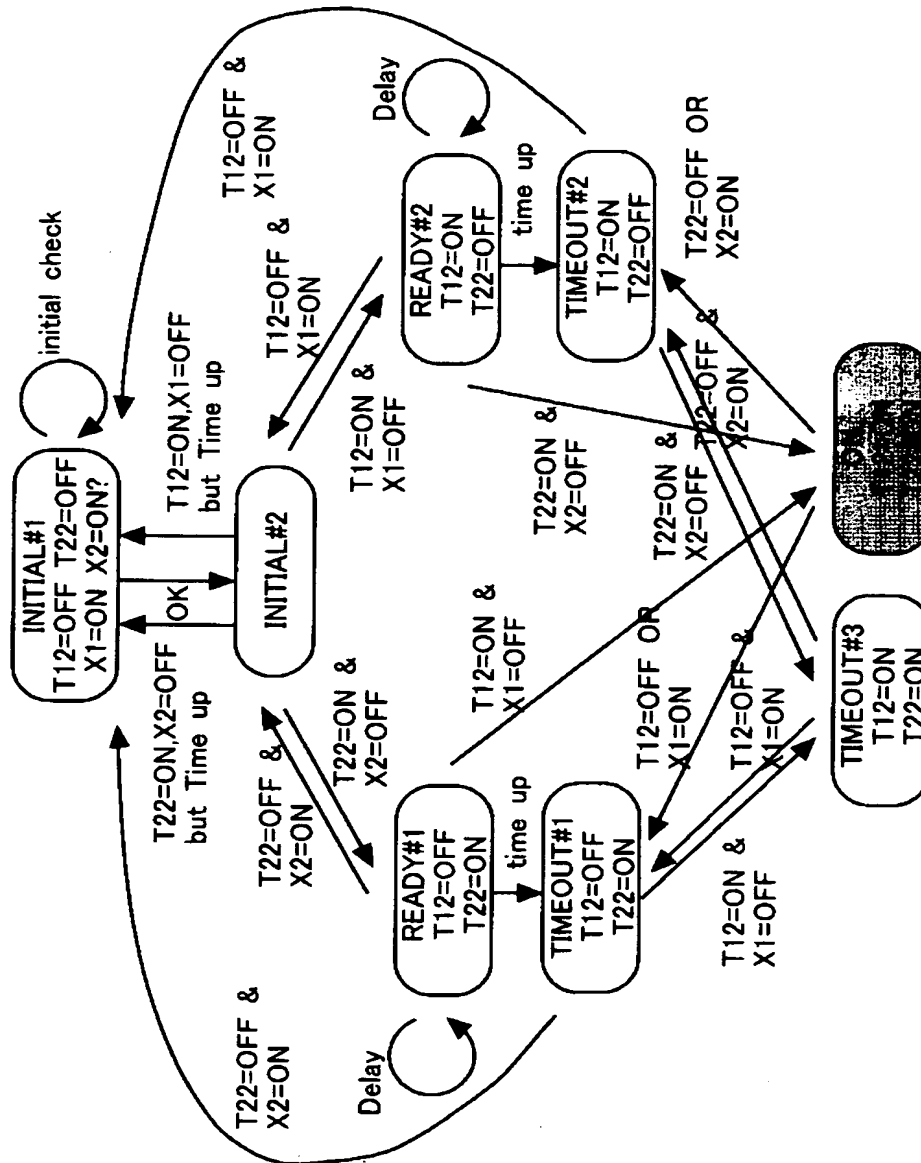 initial check
INITIAL#1
T12=OFF T22=OFF
X1=ON X2=ON?
T22=OFF &
X2=ON
T22=ON,X2=OFF
but Time up
OK
T12=ON,X1=OFF
but Time up
T12=OFF &
X1=ON
INITIAL#2
T22=OFF &
X2=ON
T22=ON &
X2=OFF
T12=ON &
X1=OFF
T12=OFF &
X1=ON
Delay
READY#1
T12=OFF
T22=ON
READY#2
T12=ON
T22=OFF
Delay
time up
time up
T12=ON &
X1=OFF
T22=ON &
X2=OFF
TIMEOUT#1
T12=OFF
T22=ON
TIMEOUT#2
T12=ON
T22=OFF
T12=OFF OR
X1=ON
T22=ON &
X2=OFF
T22=OFF &
X2=ON
T22=OFF OR
X2=ON
T12=ON &
X1=OFF
T12=OFF &
X1=ON
TIMEOUT#3
T12=ON
T22=ON